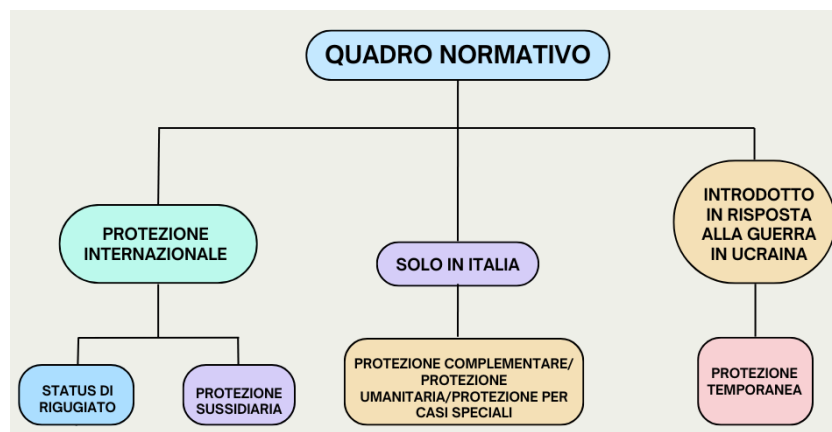 QUADRO NORMATIVO
PROTEZIONE
INTERNAZIONALE
SOLO IN ITALIA
INTRODOTTO
IN RISPOSTA
ALLA GUERRA
IN UCRAINA
STATUS DI
RIGUGIATO
PROTEZIONE
SUSSIDIARIA
PROTEZIONE COMPLEMENTARE/
PROTEZIONE
UMANITARIA/PROTEZIONE PER
CASI SPECIALI
PROTEZIONE
TEMPORANEA